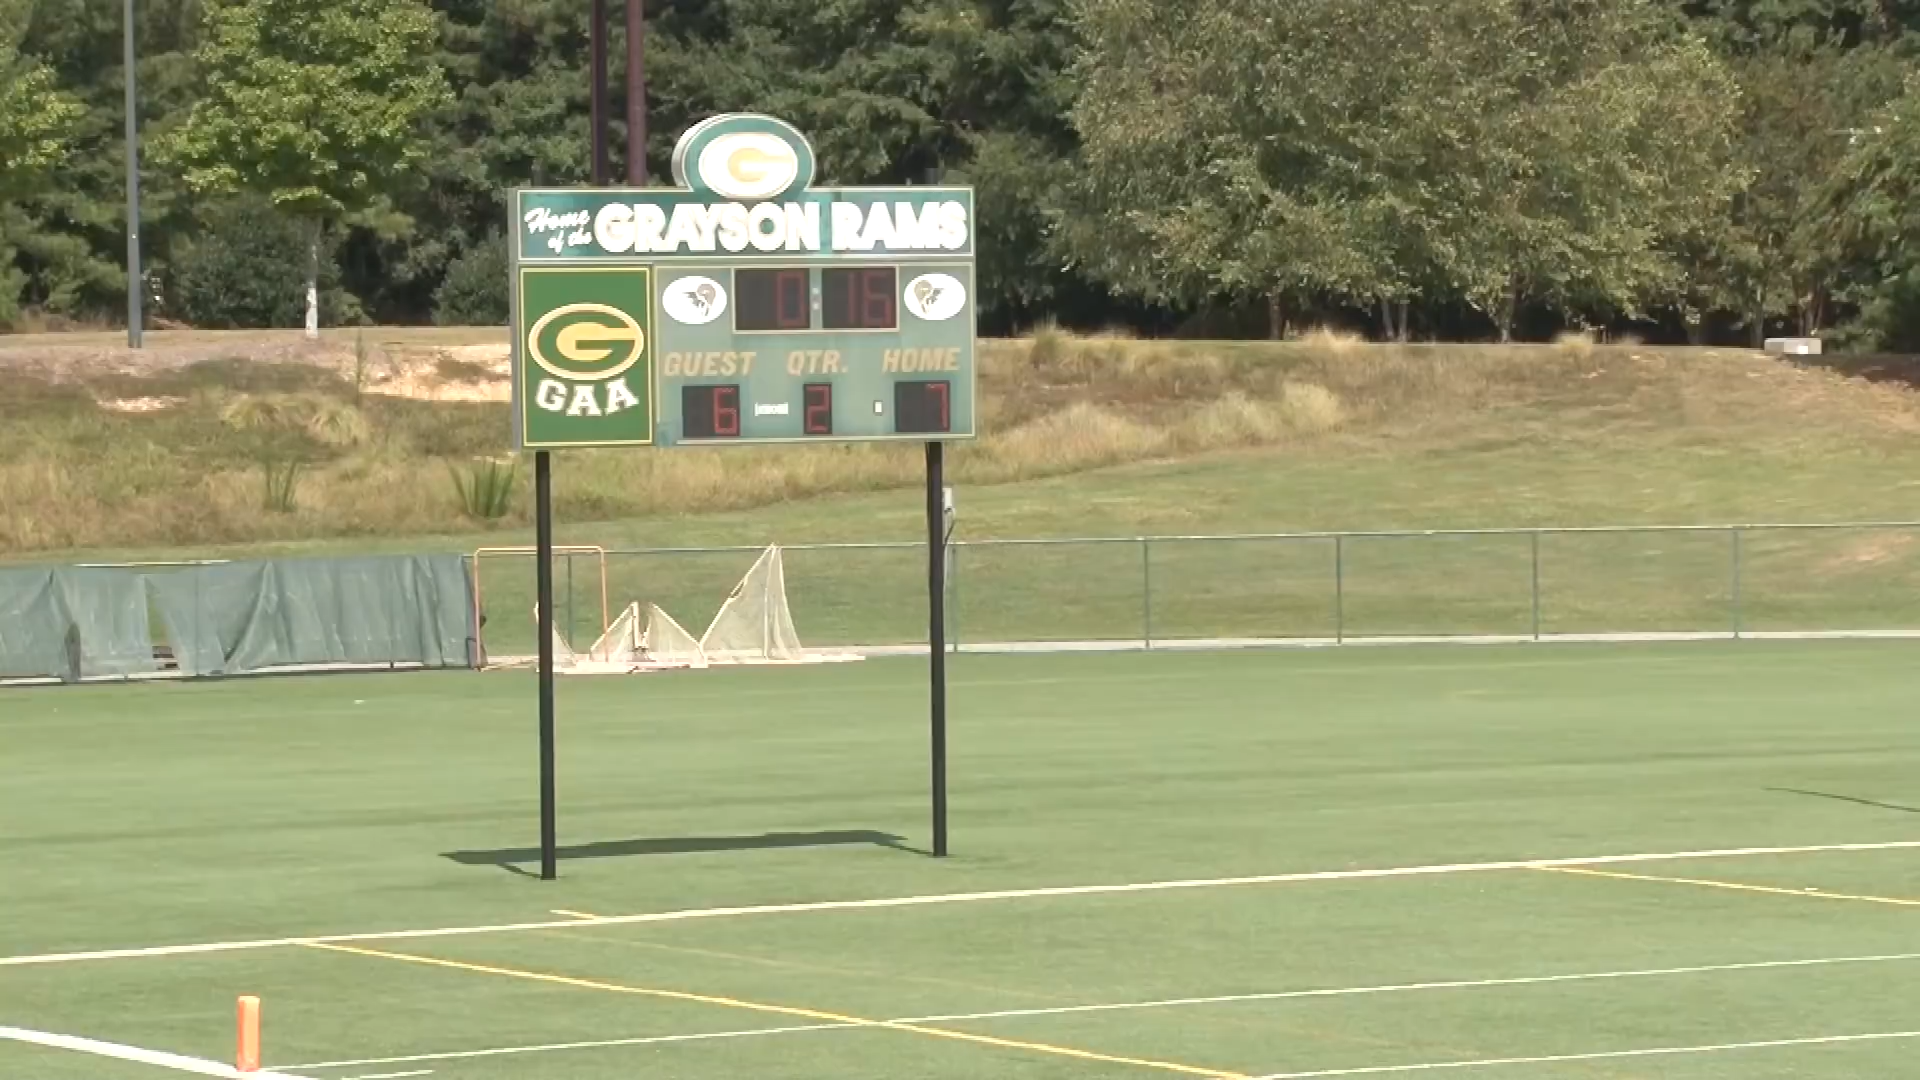 G
Home of the GRAYSON RAMS
G
GAA
0:16
GUEST QTR. HOME
6 2 7